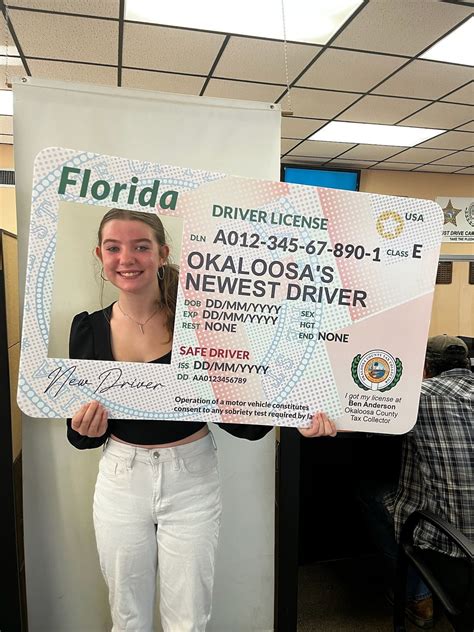 Florida
DRIVER LICENSE
USA
DLN A012-345-67-890-1 CLASS E
OKALOOSA'S
NEWEST DRIVER
DOB DD/MM/YYYY SEX
EXP DD/MM/YYYY HGT
REST NONE END NONE
SAFE DRIVER
ISS DD/MM/YYYY
DD AA0123456789
New Driver
Operation of a motor vehicle constitutes
consent to any sobriety test required by law
I got my license at
Ben Anderson
Okaloosa County
Tax Collector